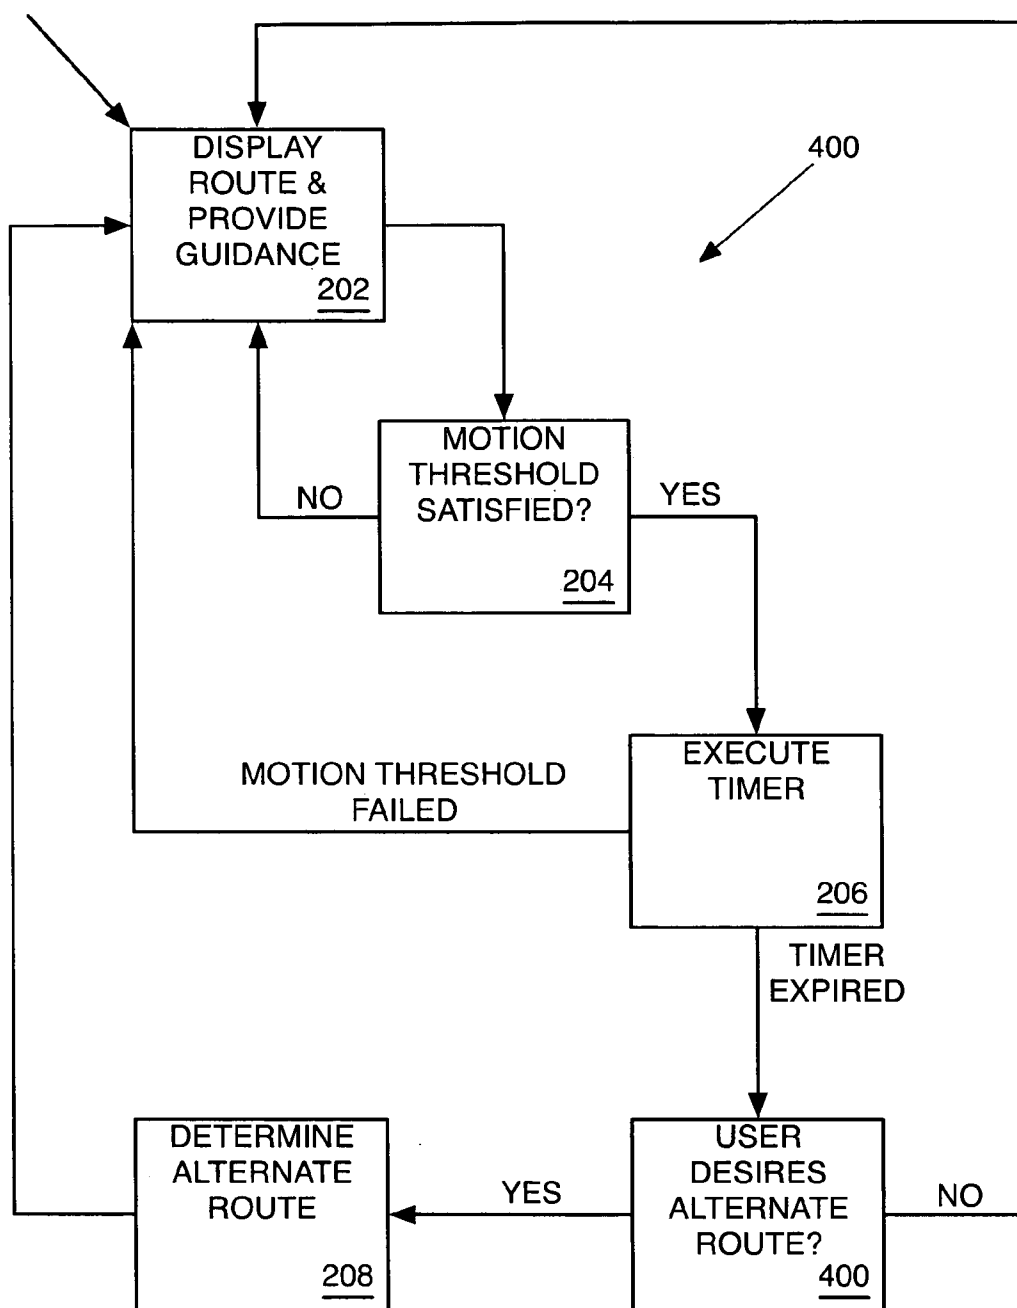 DISPLAY
ROUTE &
PROVIDE
GUIDANCE
202
400
MOTION
THRESHOLD
SATISFIED?
204
NO
YES
EXECUTE
TIMER
206
MOTION THRESHOLD
FAILED
TIMER
EXPIRED
USER
DESIRES
ALTERNATE
ROUTE?
400
YES
NO
DETERMINE
ALTERNATE
ROUTE
208